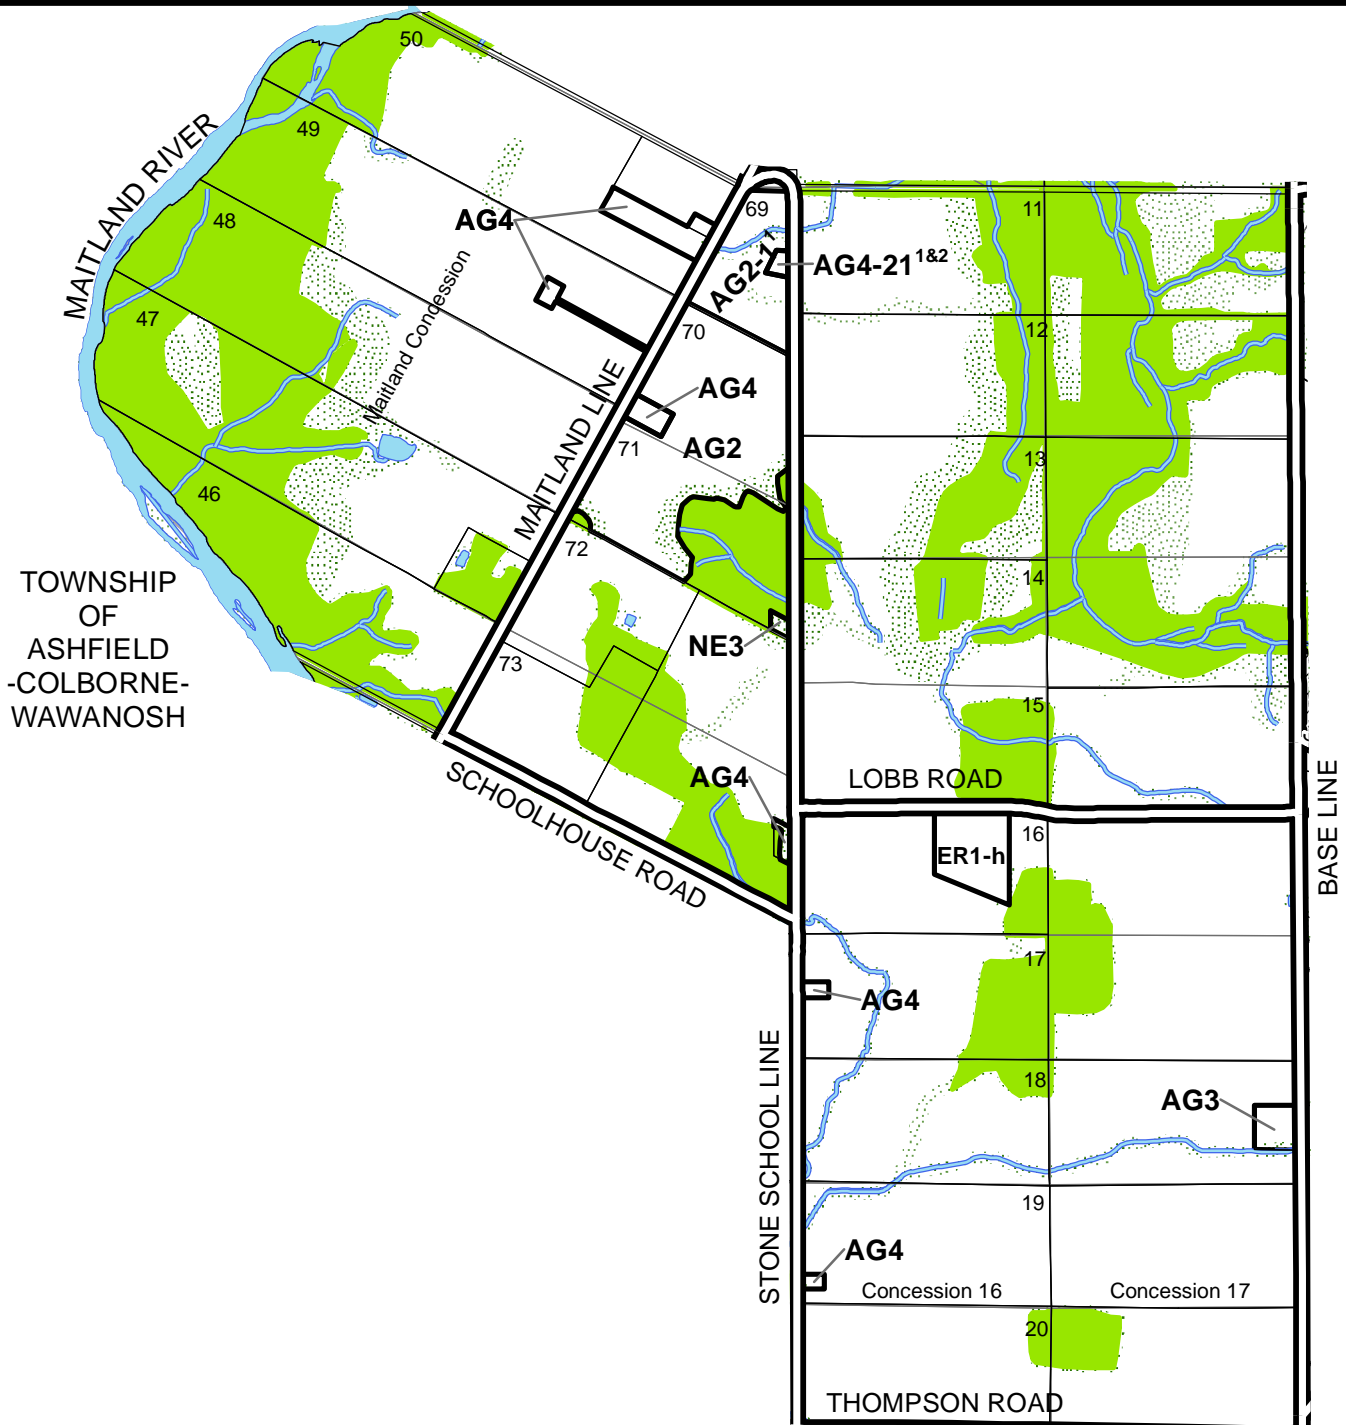 50
49
MAITLAND RIVER
48
47
46
Maitland Concession
AG4
69
AG2-1¹
AG4-21¹&²
11
70
12
MAITLAND LINE
AG4
71
AG2
13
72
14
TOWNSHIP
OF
ASHFIELD
-COLBORNE-
WAWANOSH
NE3
73
15
AG4
LOBB ROAD
SCHOOLHOUSE ROAD
BASE LINE
16
ER1-h
17
AG4
STONE SCHOOL LINE
18
AG3
19
AG4
Concession 16
Concession 17
20
THOMPSON ROAD